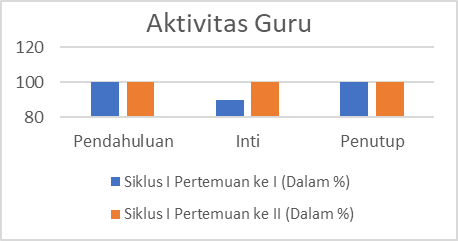 Aktivitas Guru
120
100
80
Pendahuluan Inti Penutup
Siklus I Pertemuan ke I (Dalam %)
Siklus I Pertemuan ke II (Dalam %)